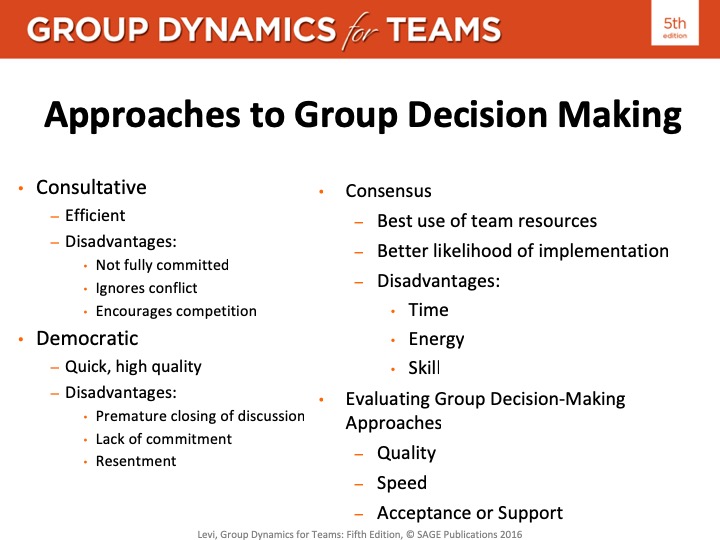 GROUP DYNAMICS for TEAMS
5th
edition
Approaches to Group Decision Making
• Consultative
– Efficient
– Disadvantages:
• Not fully committed
• Ignores conflict
• Encourages competition
• Democratic
– Quick, high quality
– Disadvantages:
• Premature closing of discussion
• Lack of commitment
• Resentment
• Consensus
– Best use of team resources
– Better likelihood of implementation
– Disadvantages:
• Time
• Energy
• Skill
• Evaluating Group Decision-Making
Approaches
– Quality
– Speed
– Acceptance or Support
Levi, Group Dynamics for Teams: Fifth Edition, © SAGE Publications 2016